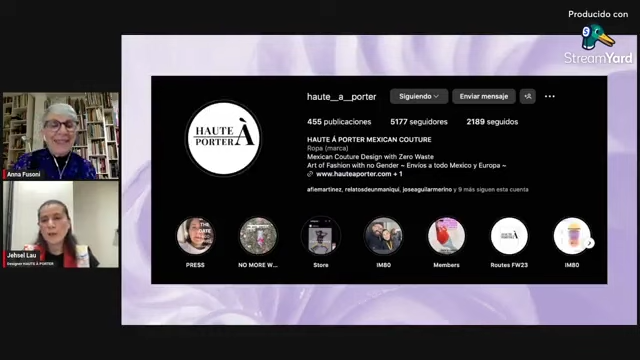 Producido con
StreamYard
haute__a__porter
Siguiendo
Enviar mensaje
455 publicaciones
5177 seguidores
2189 seguidos
HAUTE À PORTER MEXICAN COUTURE
Ropa (marca)
Mexican Couture Design with Zero Waste
Art of Fashion with no Gender ~ Envíos a todo Mexico y Europa ~
www.hauteaporter.com + 1
afiemartinez, relatosdeunmaniqui, joseaguilarmerino y 9 más siguen esta cuenta
HAUTE À
PORTER
Anna Fusoni
Jehsel Lau
Designer HAUTE À PORTER
THE
PRESS
NO MORE W...
Store
IM80
Members
Routes FW23
IM80